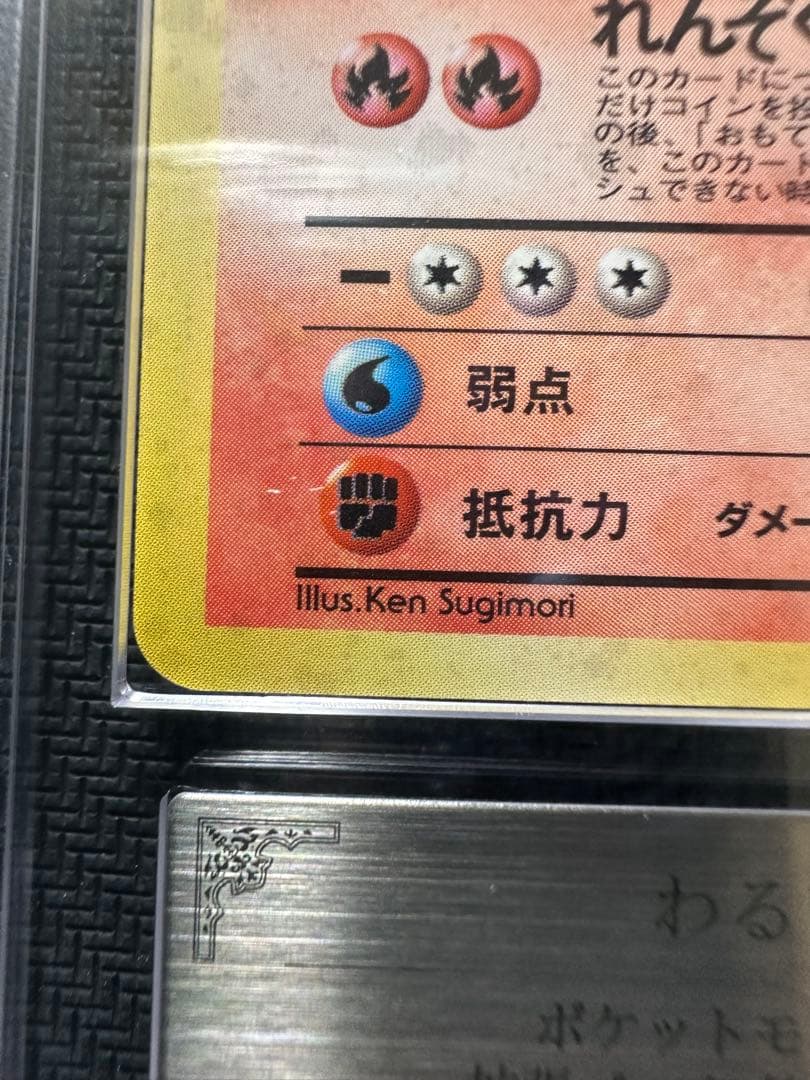 れんぞく
このカードに
だけコインを投
の後、「おもて
を、このカード
シュできない時
弱点
抵抗力 ダメー
Illus.Ken Sugimori
わる
ポケットモ